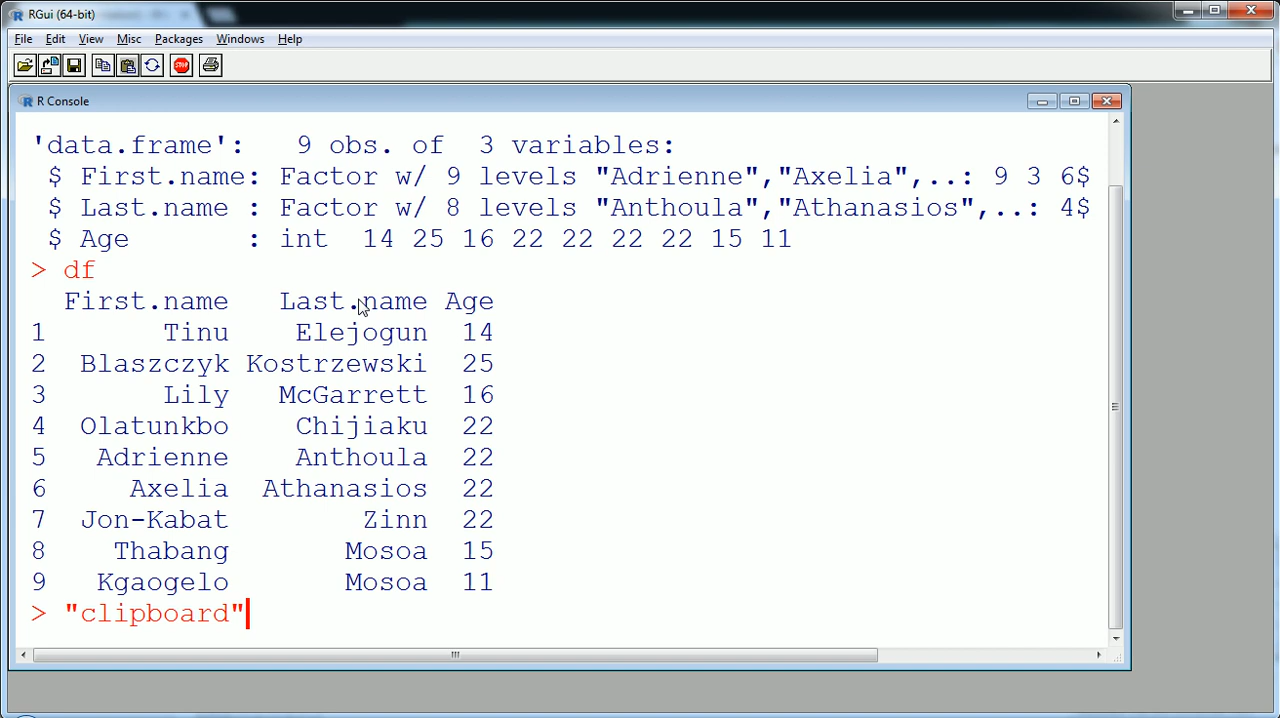 RGui (64-bit)
File Edit View Misc Packages Windows Help
STOP
R Console
'data.frame':   9 obs. of  3 variables:
 $ First.name: Factor w/ 9 levels "Adrienne","Axelia",..: 9 3 6$
 $ Last.name : Factor w/ 8 levels "Anthoula","Athanasios",..: 4$
 $ Age       : int  14 25 16 22 22 22 22 15 11
> df
  First.name   Last.name Age
1       Tinu    Elejogun  14
2  Blaszczyk Kostrzewski  25
3       Lily   McGarrett  16
4  Olatunkbo    Chijiaku  22
5   Adrienne    Anthoula  22
6     Axelia  Athanasios  22
7  Jon-Kabat        Zinn  22
8    Thabang       Mosoa  15
9   Kgaogelo       Mosoa  11
> "clipboard"